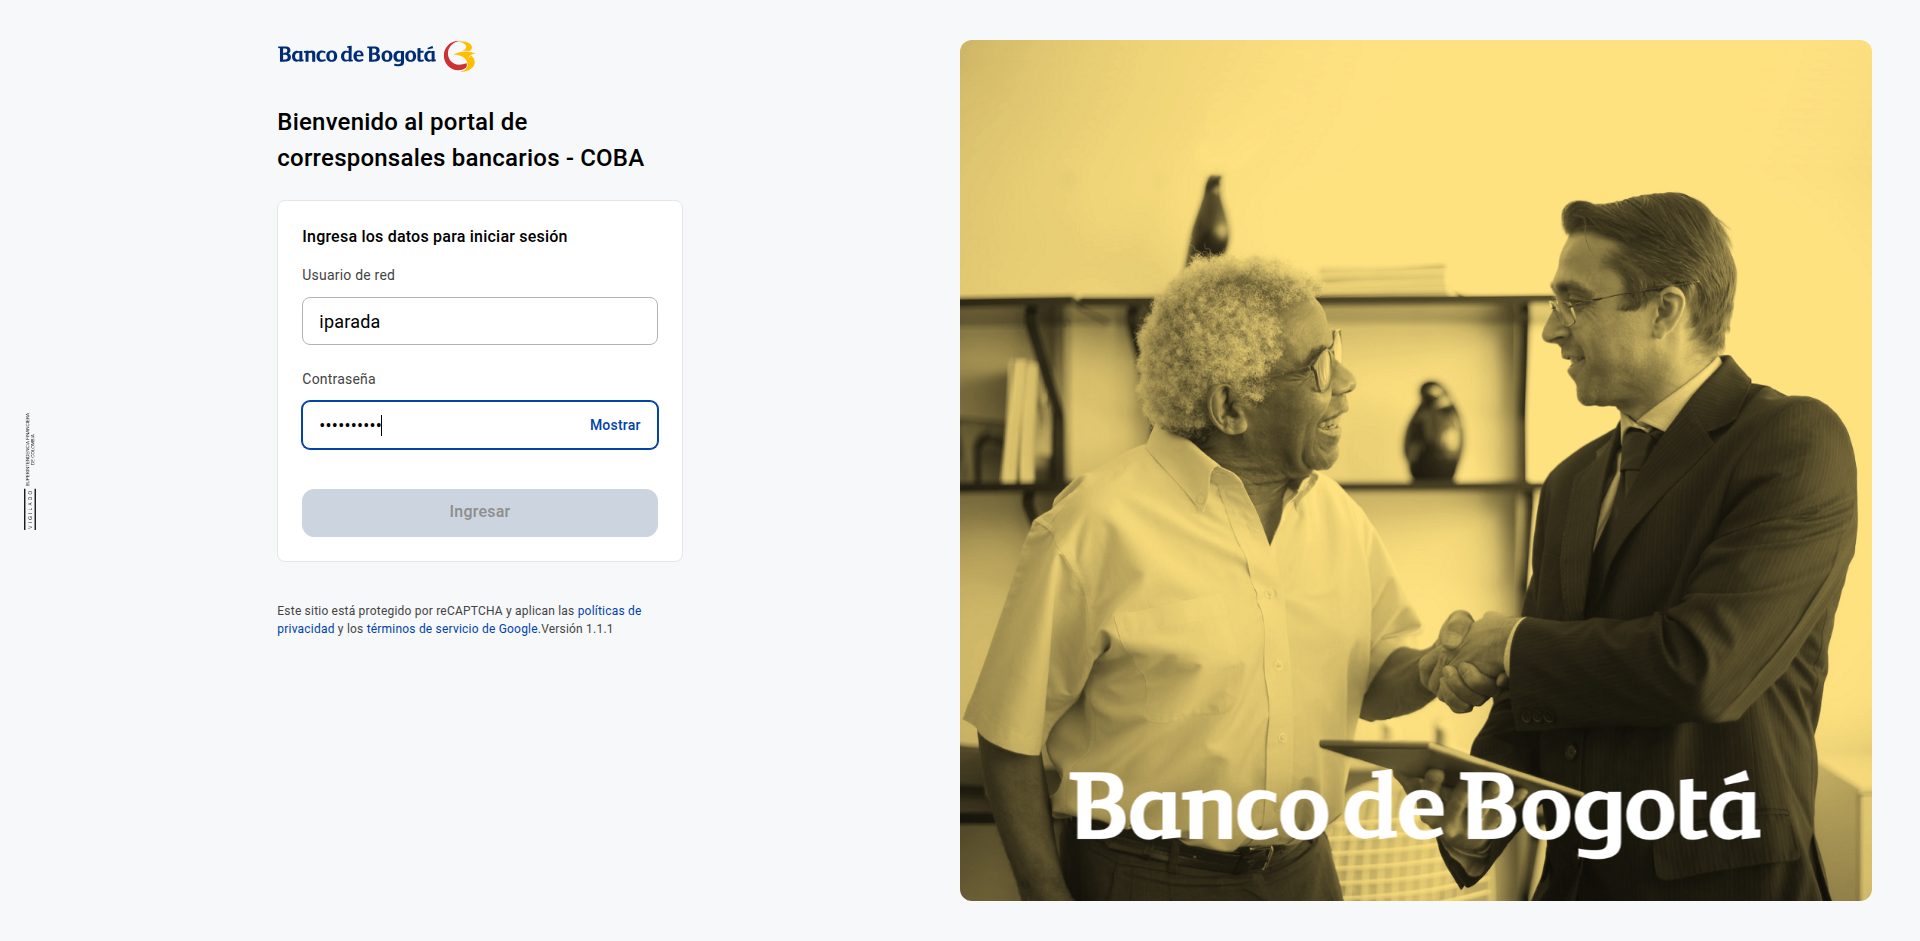 Banco de Bogotá
Bienvenido al portal de
corresponsales bancarios - COBA
Ingresa los datos para iniciar sesión
Usuario de red
iparada
Contraseña
••••••••••
Mostrar
Ingresar
Este sitio está protegido por reCAPTCHA y aplican las políticas de
privacidad y los términos de servicio de Google.Versión 1.1.1
VIGILADO
SUPERINTENDENCIA FINANCIERA
DE COLOMBIA
Banco de Bogotá